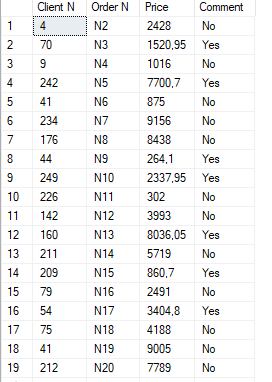 Client N Order N Price Comment
1 4 N2 2428 No
2 70 N3 1520,95 Yes
3 9 N4 1016 No
4 242 N5 7700,7 Yes
5 41 N6 875 No
6 234 N7 9156 No
7 176 N8 8438 No
8 44 N9 264,1 Yes
9 249 N10 2337,95 Yes
10 226 N11 302 No
11 142 N12 3993 No
12 160 N13 8036,05 Yes
13 211 N14 5719 No
14 209 N15 860,7 Yes
15 79 N16 2491 No
16 54 N17 3404,8 Yes
17 75 N18 4188 No
18 41 N19 9005 No
19 212 N20 7789 No